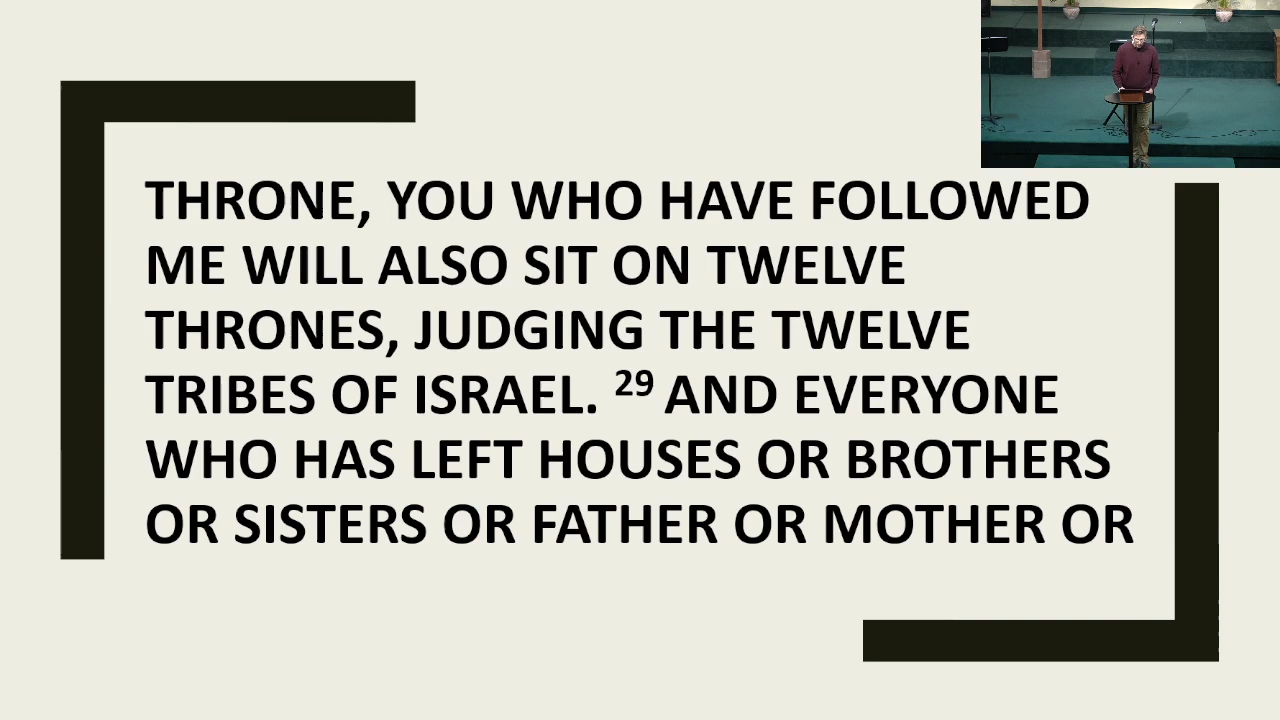 THRONE, YOU WHO HAVE FOLLOWED
ME WILL ALSO SIT ON TWELVE
THRONES, JUDGING THE TWELVE
TRIBES OF ISRAEL. 29 AND EVERYONE
WHO HAS LEFT HOUSES OR BROTHERS
OR SISTERS OR FATHER OR MOTHER OR